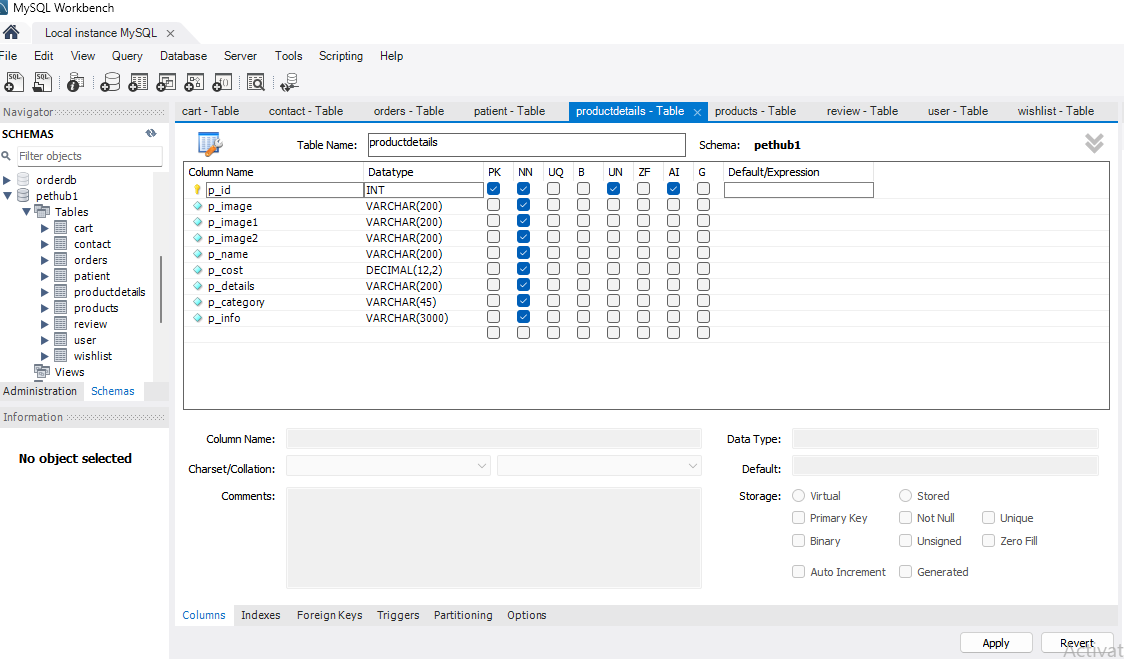 MySQL Workbench
Local instance MySQL
File Edit View Query Database Server Tools Scripting Help
Navigator
SCHEMAS
Filter objects
orderdb
pethub1
Tables
cart
contact
orders
patient
productdetails
products
review
user
wishlist
Views
Administration Schemas
Information
No object selected
cart - Table contact - Table orders - Table patient - Table productdetails - Table products - Table review - Table user - Table wishlist - Table
Table Name: productdetails Schema: pethub1
Column Name Datatype PK NN UQ B UN ZF AI G Default/Expression
p_id INT
p_image VARCHAR(200)
p_image1 VARCHAR(200)
p_image2 VARCHAR(200)
p_name VARCHAR(200)
p_cost DECIMAL(12,2)
p_details VARCHAR(200)
p_category VARCHAR(45)
p_info VARCHAR(3000)
Column Name: Data Type:
Charset/Collation: Default:
Comments: Storage: Virtual Stored
Primary Key Not Null Unique
Binary Unsigned Zero Fill
Auto Increment Generated
Columns Indexes Foreign Keys Triggers Partitioning Options
Apply Revert
Activat